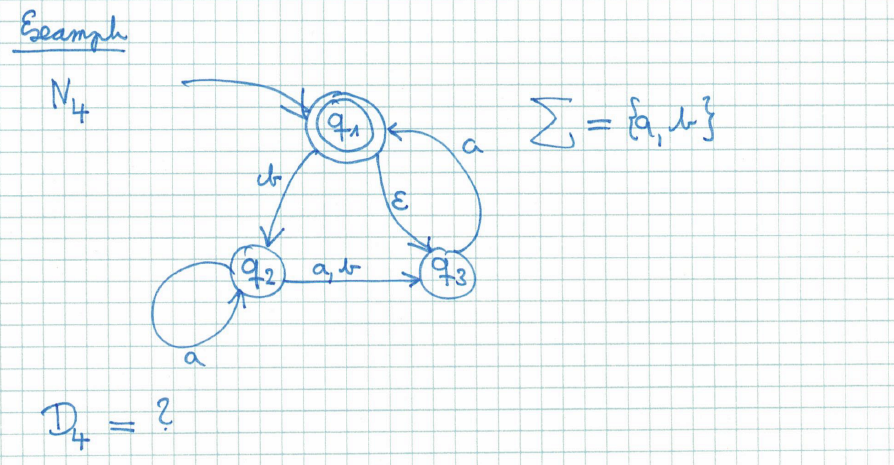 Example
N₄
q₁
Σ = {a, b}
a
b
ε
q₂
a, b
q₃
a
D₄ = ?